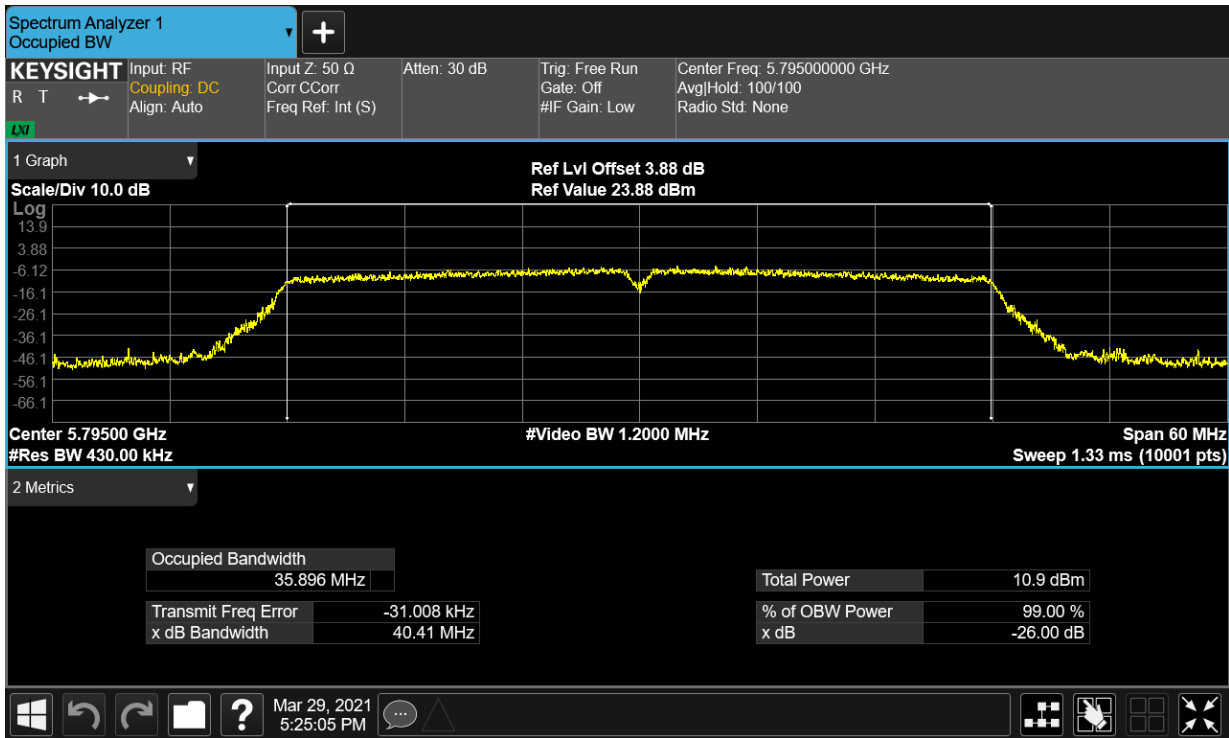 Spectrum Analyzer 1
Occupied BW
+
KEYSIGHT
R T
LXI
Input: RF
Coupling: DC
Align: Auto
Input Z: 50 Ω
Corr CCorr
Freq Ref: Int (S)
Atten: 30 dB
Trig: Free Run
Gate: Off
#IF Gain: Low
Center Freq: 5.795000000 GHz
Avg|Hold: 100/100
Radio Std: None
1 Graph
Scale/Div 10.0 dB
Ref Lvl Offset 3.88 dB
Ref Value 23.88 dBm
Log
13.9
3.88
-6.12
-16.1
-26.1
-36.1
-46.1
-56.1
-66.1
Center 5.79500 GHz
#Video BW 1.2000 MHz
Span 60 MHz
#Res BW 430.00 kHz
Sweep 1.33 ms (10001 pts)
2 Metrics
Occupied Bandwidth
35.896 MHz
Total Power 10.9 dBm
Transmit Freq Error -31.008 kHz
% of OBW Power 99.00 %
x dB Bandwidth 40.41 MHz
x dB -26.00 dB
?
Mar 29, 2021
5:25:05 PM